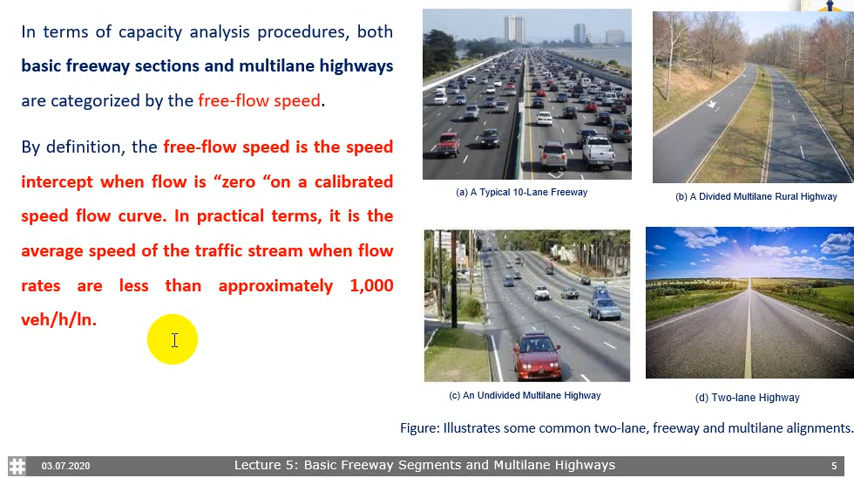 In terms of capacity analysis procedures, both
basic freeway sections and multilane highways
are categorized by the free-flow speed.
By definition, the free-flow speed is the speed
intercept when flow is “zero “on a calibrated
speed flow curve. In practical terms, it is the
average speed of the traffic stream when flow
rates are less than approximately 1,000
veh/h/ln.
(a) A Typical 10-Lane Freeway
(b) A Divided Multilane Rural Highway
(c) An Undivided Multilane Highway
(d) Two-lane Highway
Figure: Illustrates some common two-lane, freeway and multilane alignments.
03.07.2020
Lecture 5: Basic Freeway Segments and Multilane Highways
5